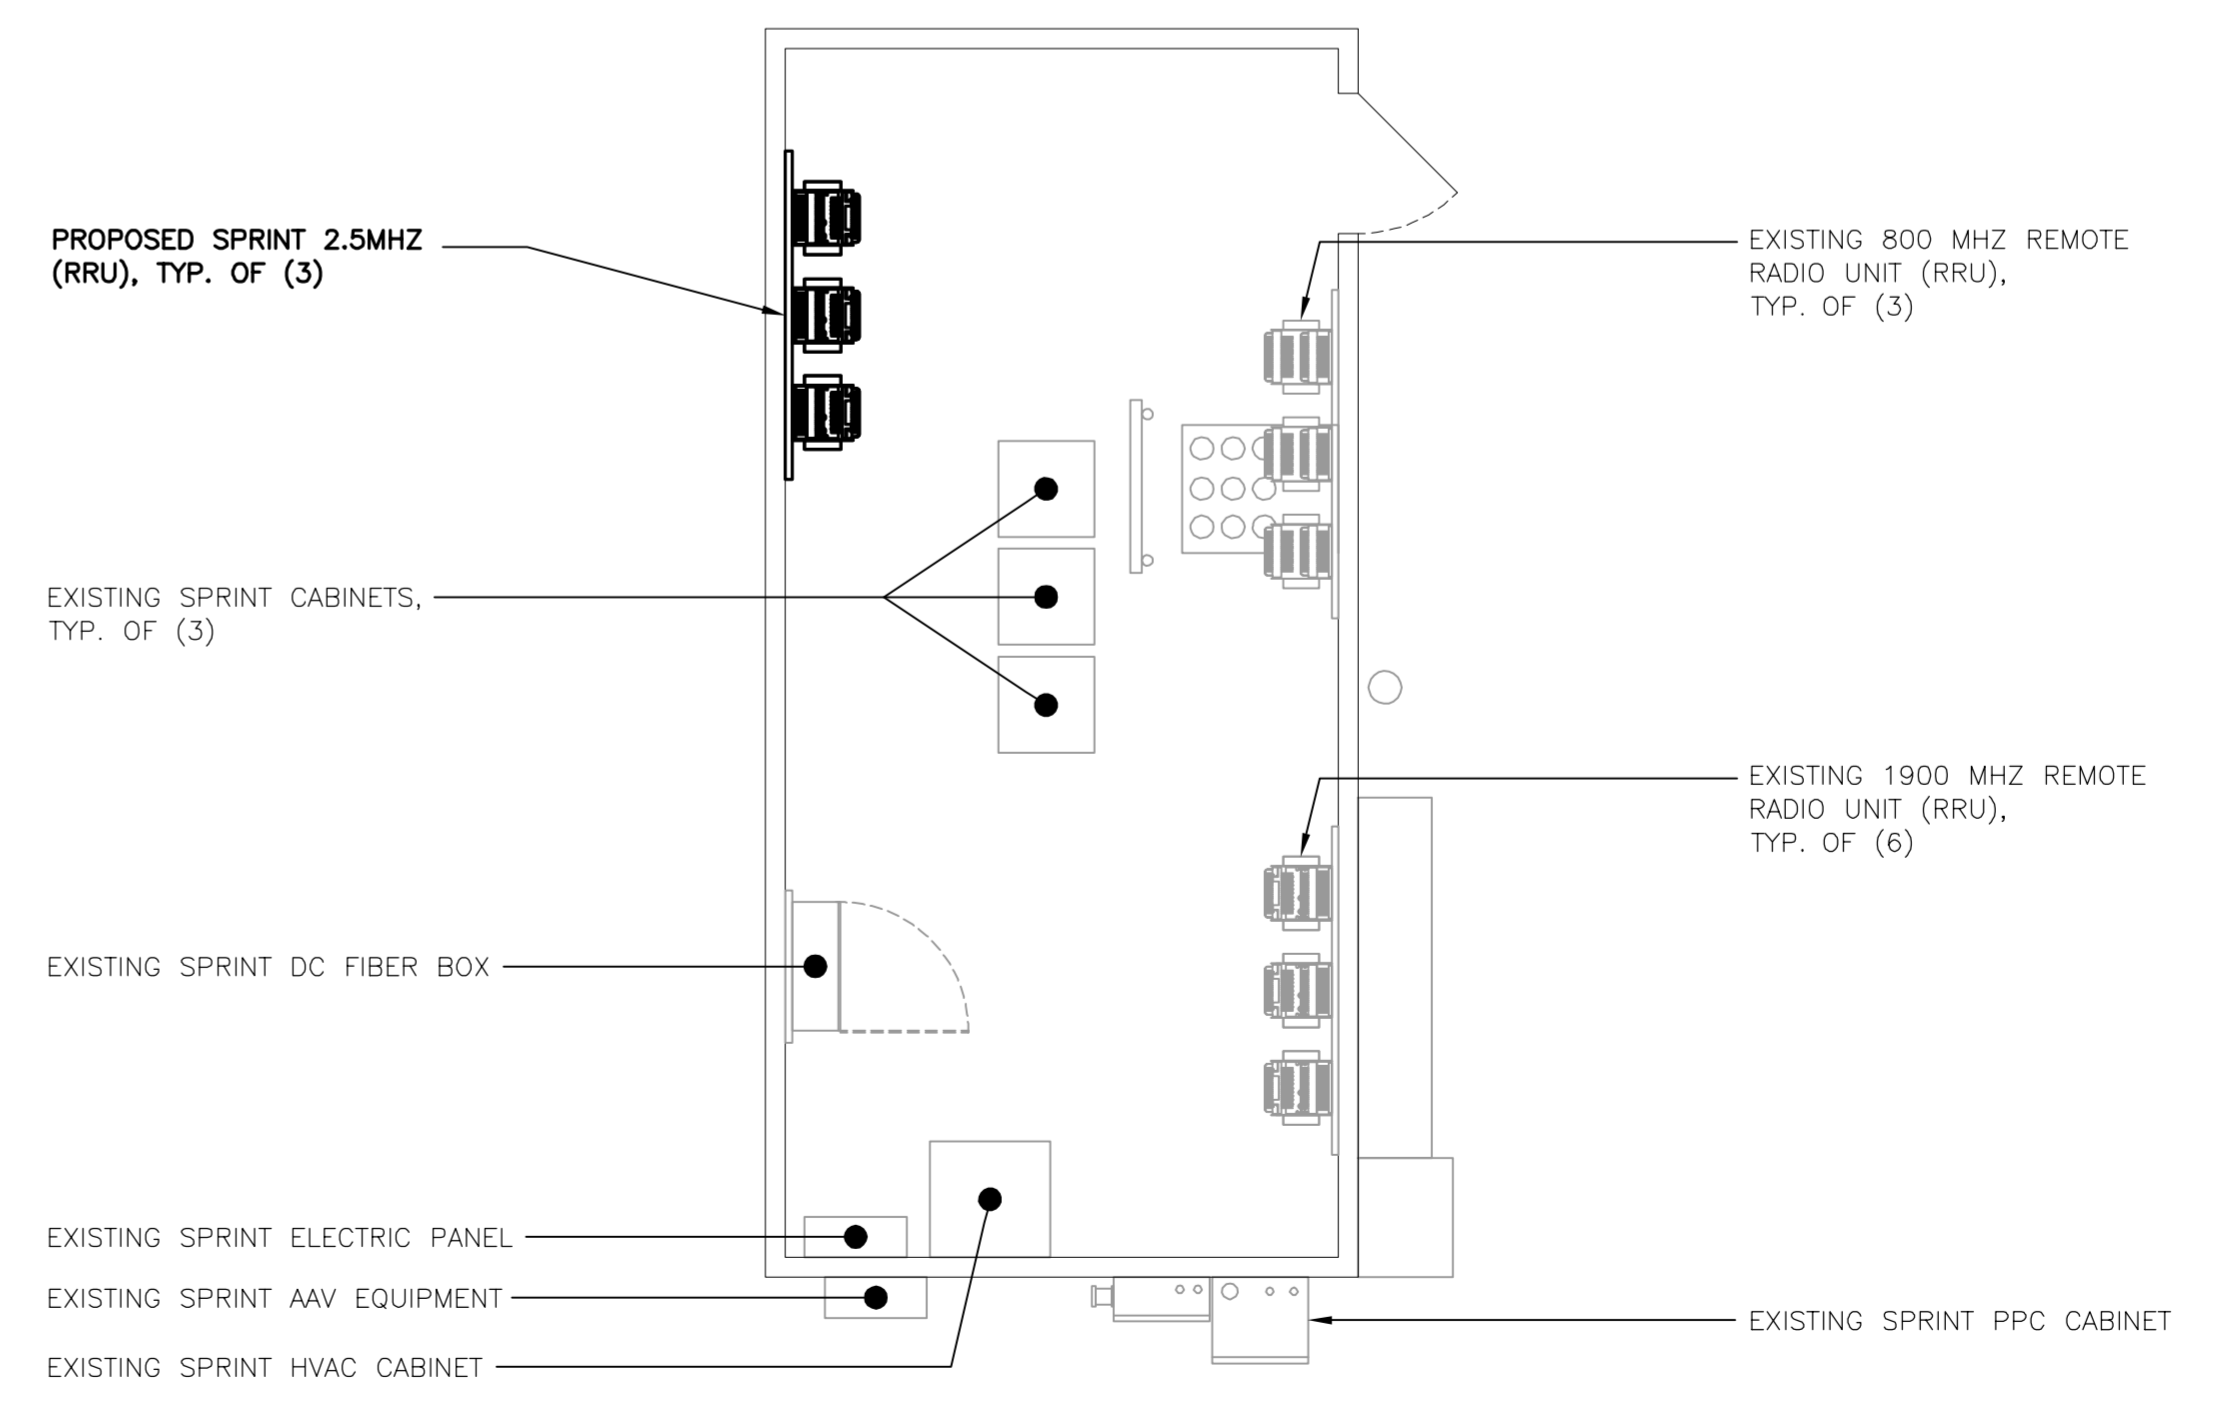 PROPOSED SPRINT 2.5MHZ
(RRU), TYP. OF (3)
EXISTING SPRINT CABINETS,
TYP. OF (3)
EXISTING SPRINT DC FIBER BOX
EXISTING SPRINT ELECTRIC PANEL
EXISTING SPRINT AAV EQUIPMENT
EXISTING SPRINT HVAC CABINET
EXISTING 800 MHZ REMOTE
RADIO UNIT (RRU),
TYP. OF (3)
EXISTING 1900 MHZ REMOTE
RADIO UNIT (RRU),
TYP. OF (6)
EXISTING SPRINT PPC CABINET